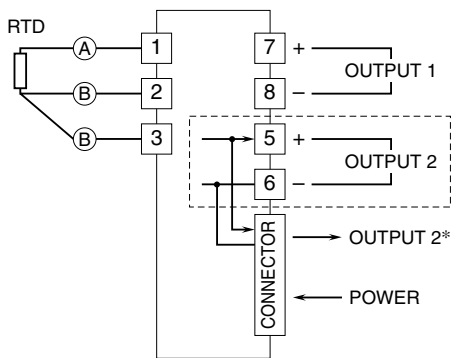 RTD
A 1 7 +
OUTPUT 1
B 2 8 –
B 3 5 +
OUTPUT 2
6 –
CONNECTOR
OUTPUT 2*
POWER